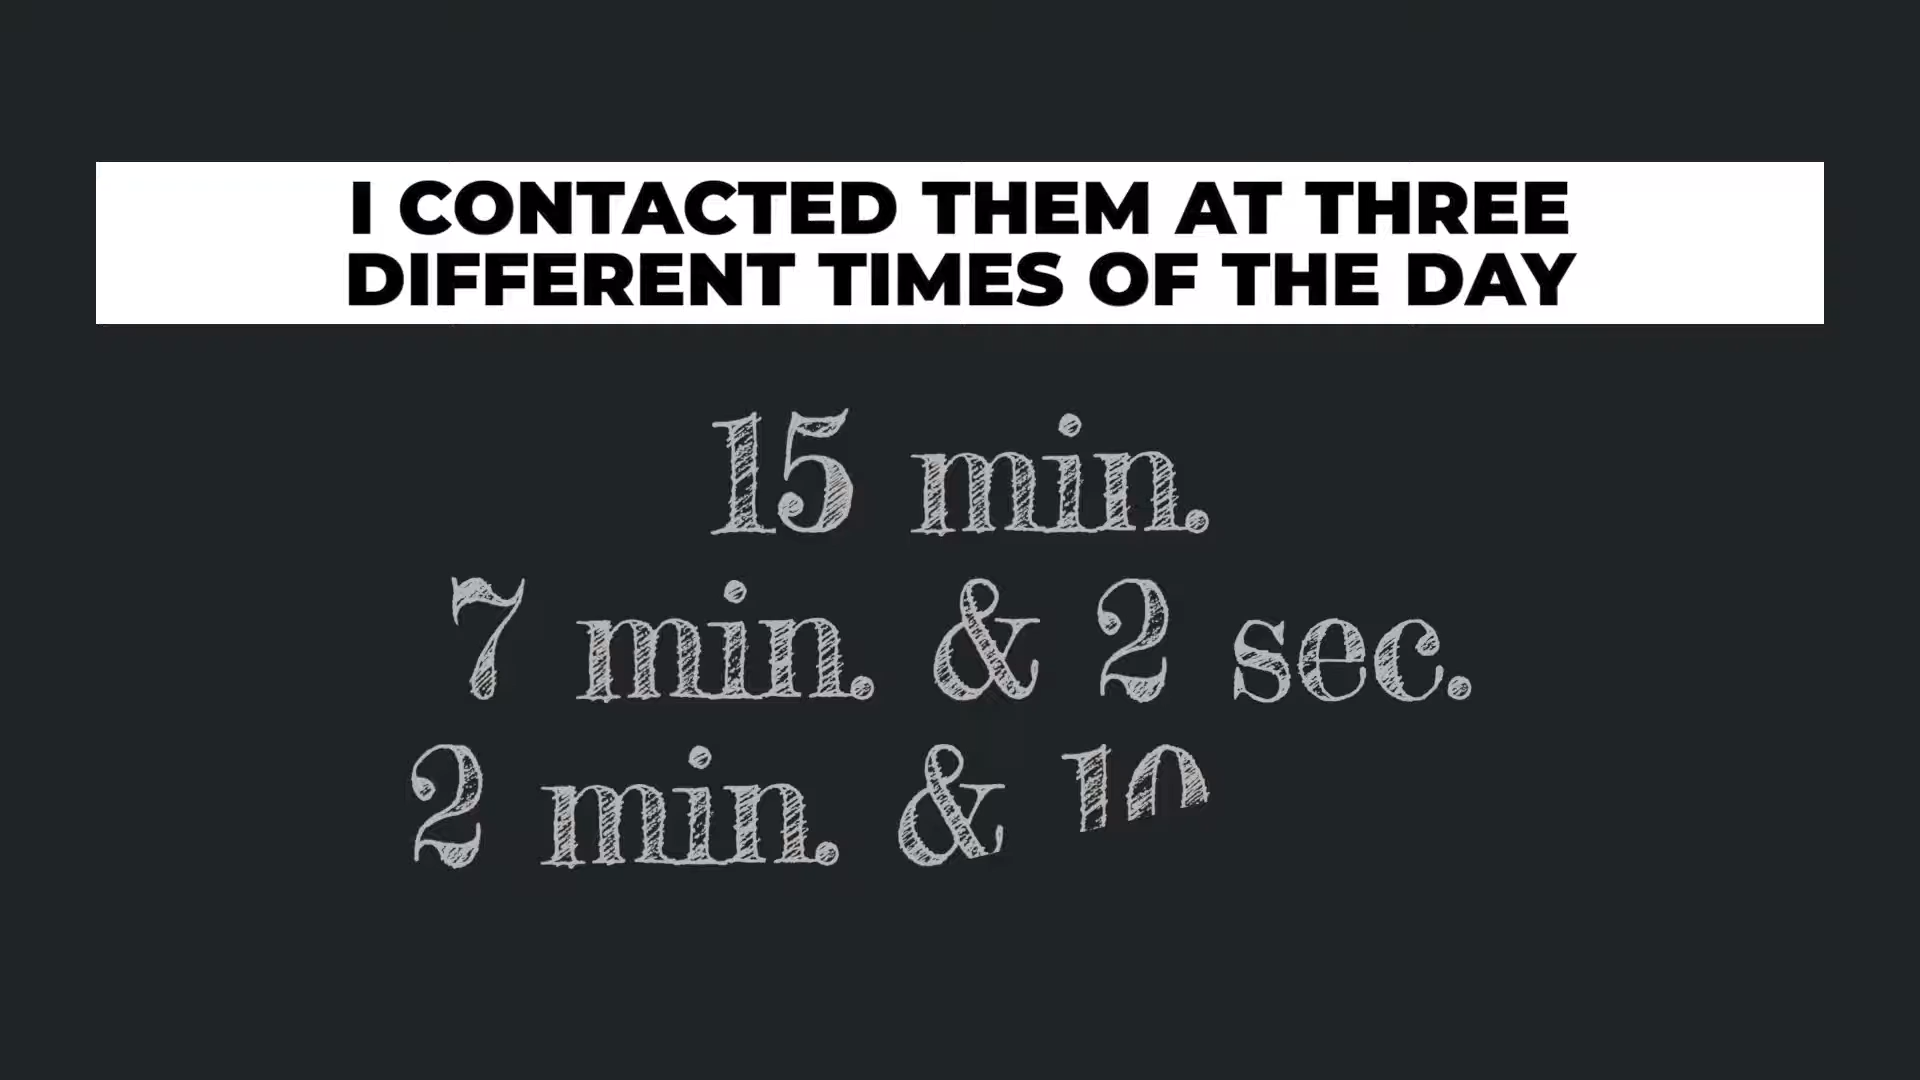 I CONTACTED THEM AT THREE
DIFFERENT TIMES OF THE DAY
15 min.
7 min. & 2 sec.
2 min. &